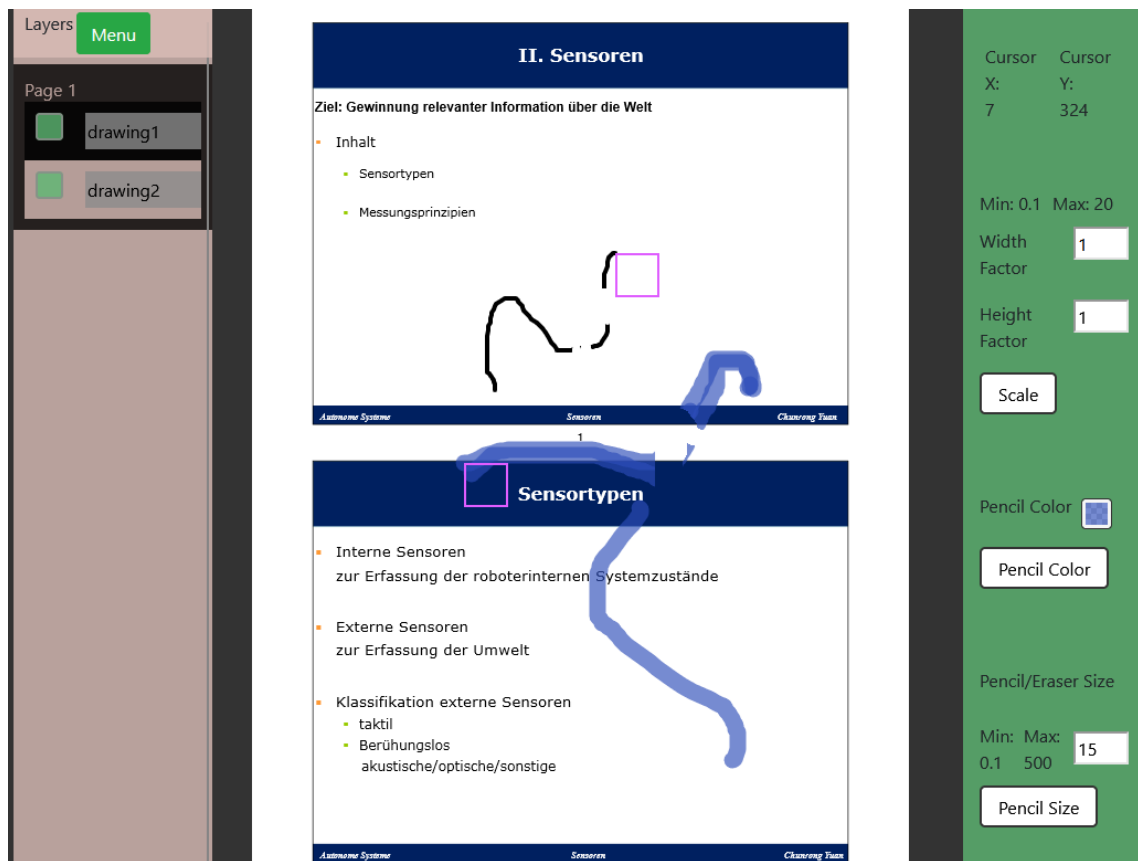 Layers Menu
Page 1
drawing1
drawing2
II. Sensoren
Ziel: Gewinnung relevanter Information über die Welt
Inhalt
Sensortypen
Messungsprinzipien
Autonome Systeme Sensoren Chunrong Yuan
1
Sensortypen
Interne Sensoren
zur Erfassung der roboterinternen Systemzustände
Externe Sensoren
zur Erfassung der Umwelt
Klassifikation externe Sensoren
taktil
Berühungslos
akustische/optische/sonstige
Autonome Systeme Sensoren Chunrong Yuan
Cursor X: 7
Cursor Y: 324
Min: 0.1 Max: 20
Width Factor 1
Height Factor 1
Scale
Pencil Color
Pencil Color
Pencil/Eraser Size
Min: 0.1 Max: 500 15
Pencil Size